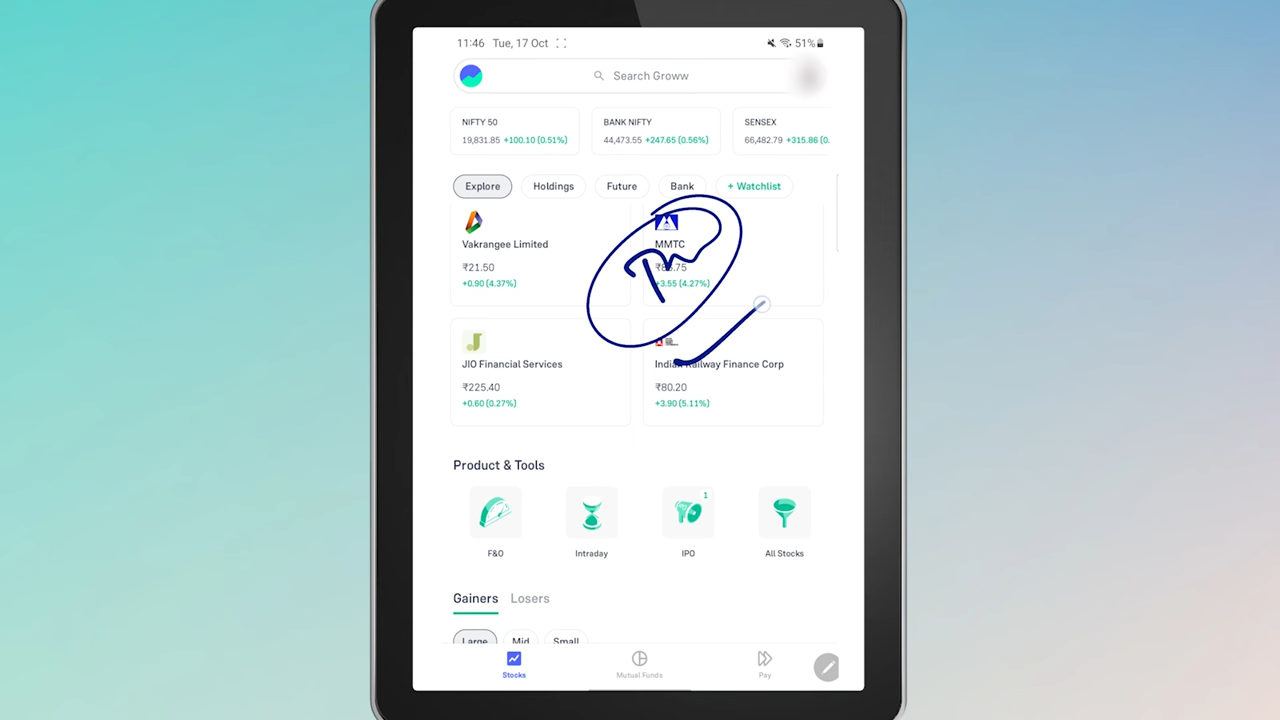 11:46 Tue, 17 Oct 51%
Search Groww
NIFTY 50 BANK NIFTY SENSEX
19,831.85 +100.10 (0.51%) 44,473.55 +247.65 (0.56%) 66,482.79 +315.86 (0.
Explore Holdings Future Bank + Watchlist
Vakrangee Limited MMTC
₹21.50
+0.90 (4.37%) +3.55 (4.27%)
JIO Financial Services Indian Railway Finance Corp
₹225.40 ₹80.20
+0.60 (0.27%) +3.90 (5.11%)
Product & Tools
1
F&O Intraday IPO All Stocks
Gainers Losers
Large Mid Small
Stocks Mutual Funds Pay